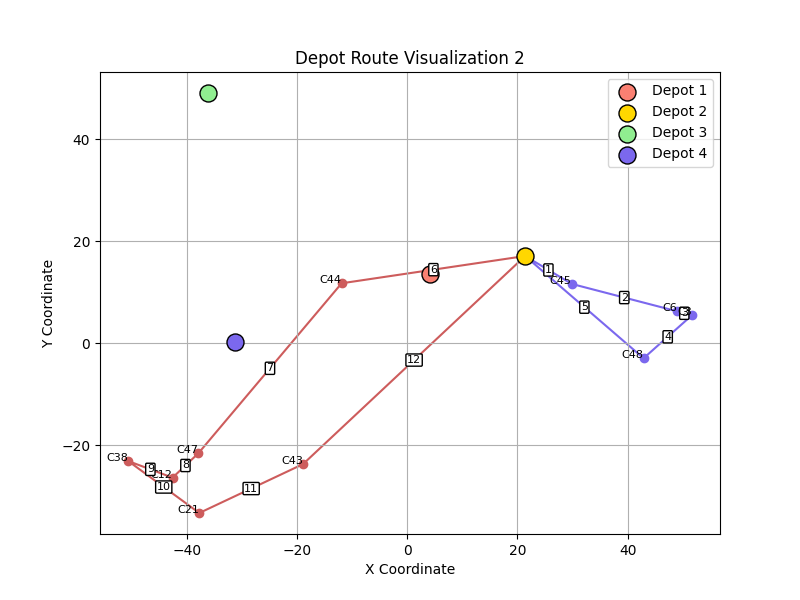 Depot Route Visualization 2
Depot 1
Depot 2
Depot 3
Depot 4
Y Coordinate
40
20
0
−20
−40
−20
0
20
40
X Coordinate
C44
6
1
C45
2
C6
3
5
4
C48
12
7
C47
8
C38
9
C12
10
C43
11
C21